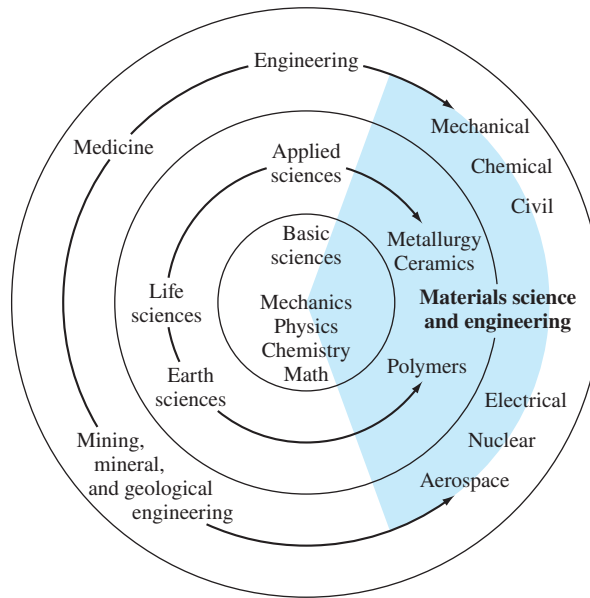 Engineering
Mechanical
Medicine
Chemical
Applied
sciences
Civil
Basic
sciences
Metallurgy
Ceramics
Life
sciences
Mechanics
Physics
Chemistry
Math
Materials science
and engineering
Earth
sciences
Polymers
Electrical
Mining,
mineral,
and geological
engineering
Nuclear
Aerospace